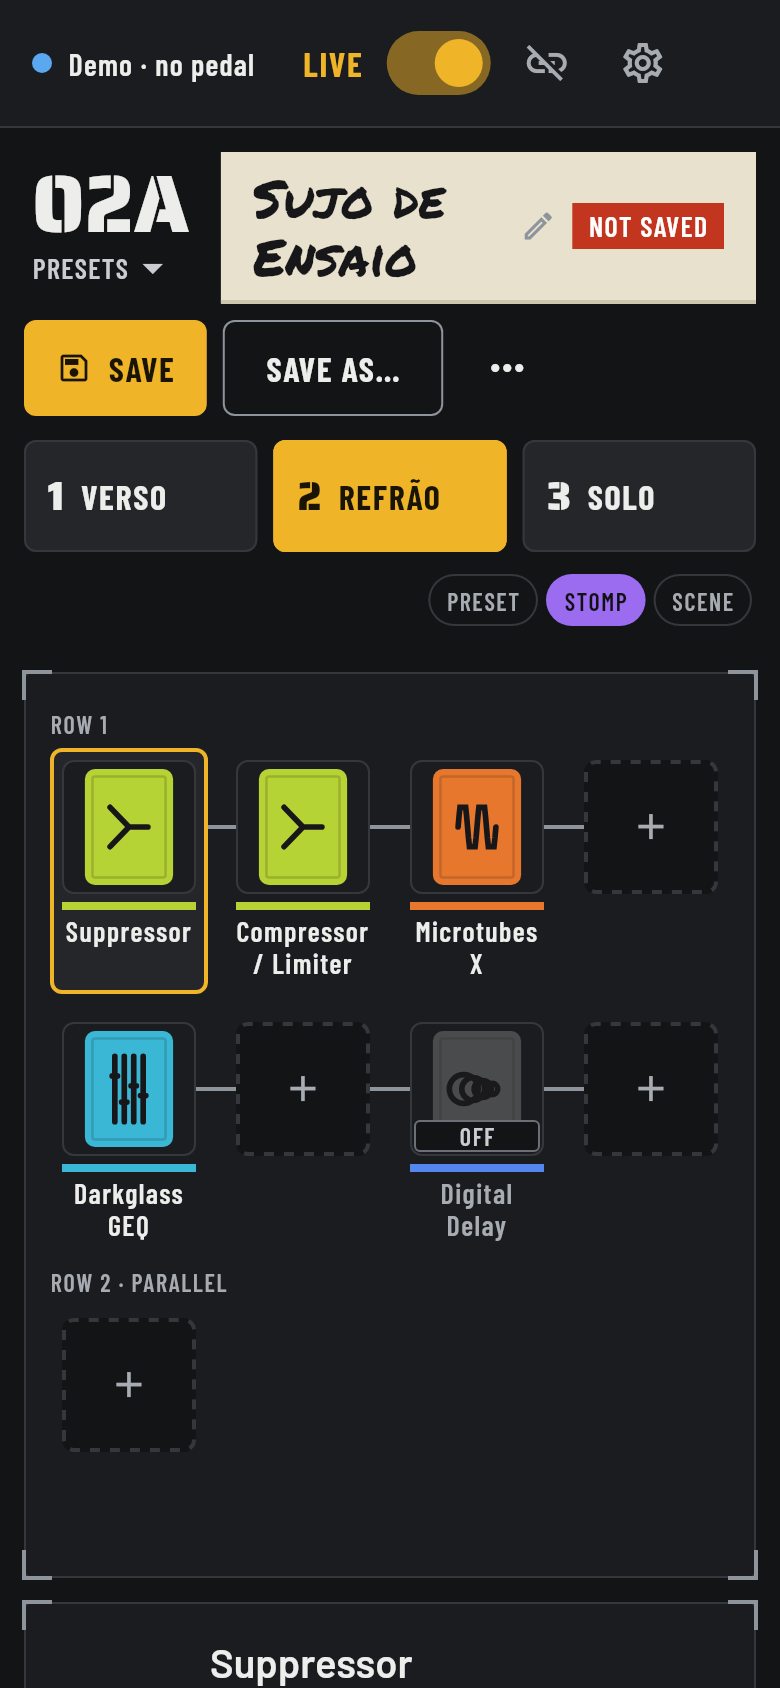 Demo · no pedal LIVE
02A
PRESETS
SUJO DE
ENSAIO
NOT SAVED
SAVE SAVE AS... •••
1 VERSO 2 REFRÃO 3 SOLO
PRESET STOMP SCENE
ROW 1
Suppressor Compressor Microtubes
/ Limiter X
OFF
Darkglass Digital
GEQ Delay
ROW 2 · PARALLEL
Suppressor